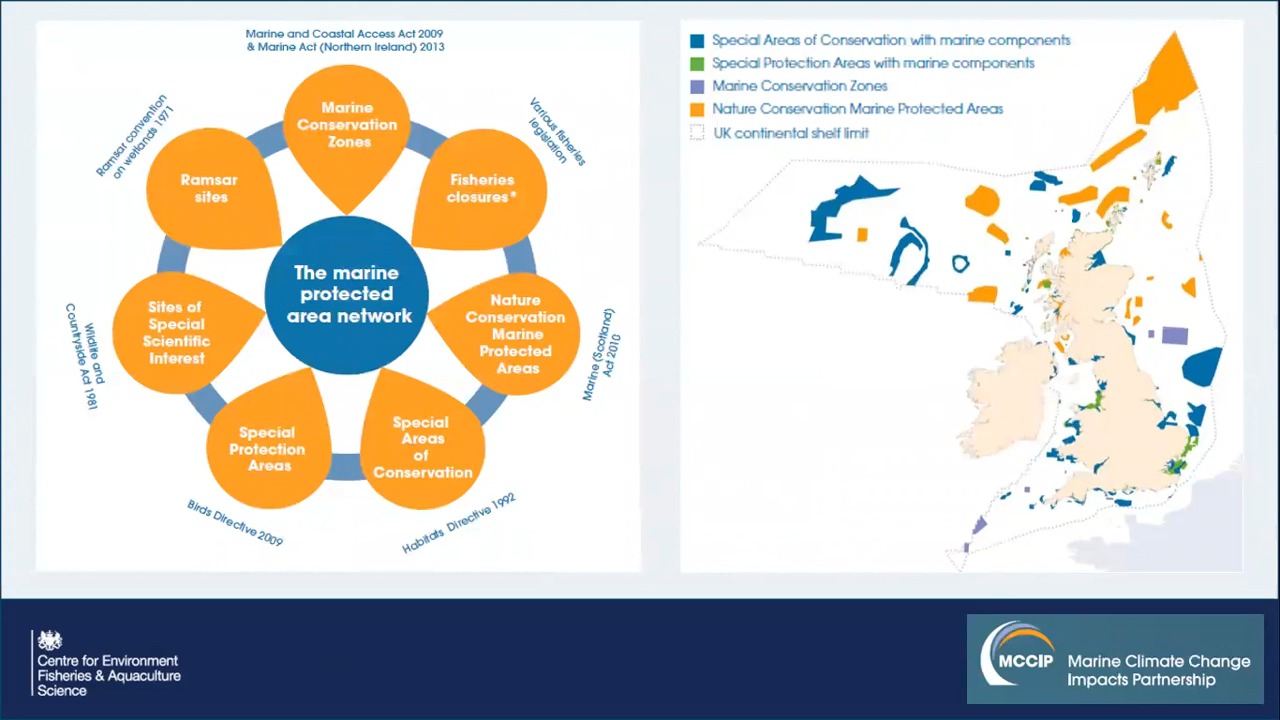 Marine and Coastal Access Act 2009
& Marine Act (Northern Ireland) 2013
Marine
Conservation
Zones
Various fisheries
legislation
Fisheries
closures*
Nature
Conservation
Marine
Protected
Areas
Marine (Scotland)
Act 2010
Special
Areas
of
Conservation
Habitats Directive 1992
Special
Protection
Areas
Birds Directive 2009
Sites of
Special
Scientific
Interest
Wildlife and
Countryside Act 1981
Ramsar
sites
Ramsar convention
on wetlands 1971
The marine
protected
area network
Special Areas of Conservation with marine components
Special Protection Areas with marine components
Marine Conservation Zones
Nature Conservation Marine Protected Areas
UK continental shelf limit
Centre for Environment
Fisheries & Aquaculture
Science
MCCIP
Marine Climate Change
Impacts Partnership